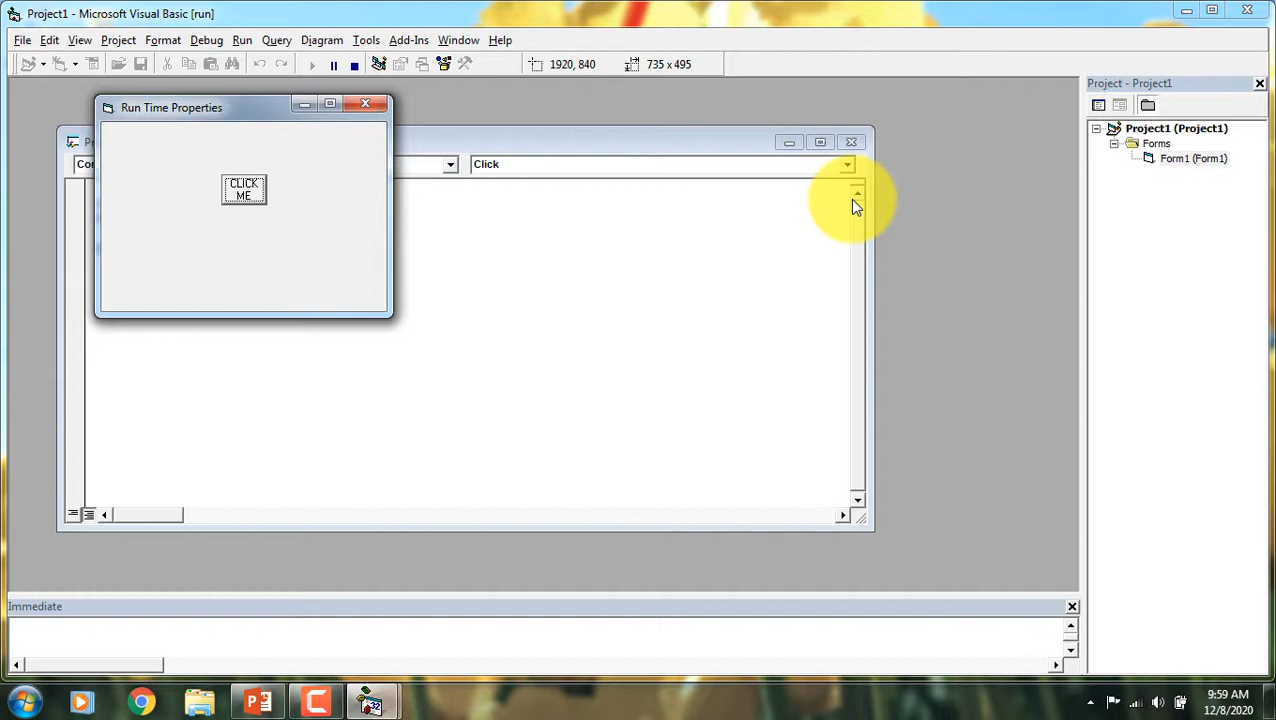 Project1 - Microsoft Visual Basic [run]
File Edit View Project Format Debug Run Query Diagram Tools Add-Ins Window Help
1920, 840 735 x 495
Project - Project1
Run Time Properties
Click
Project1 (Project1)
Forms
Form1 (Form1)
CLICK
ME
Immediate
32
9:59 AM
12/8/2020